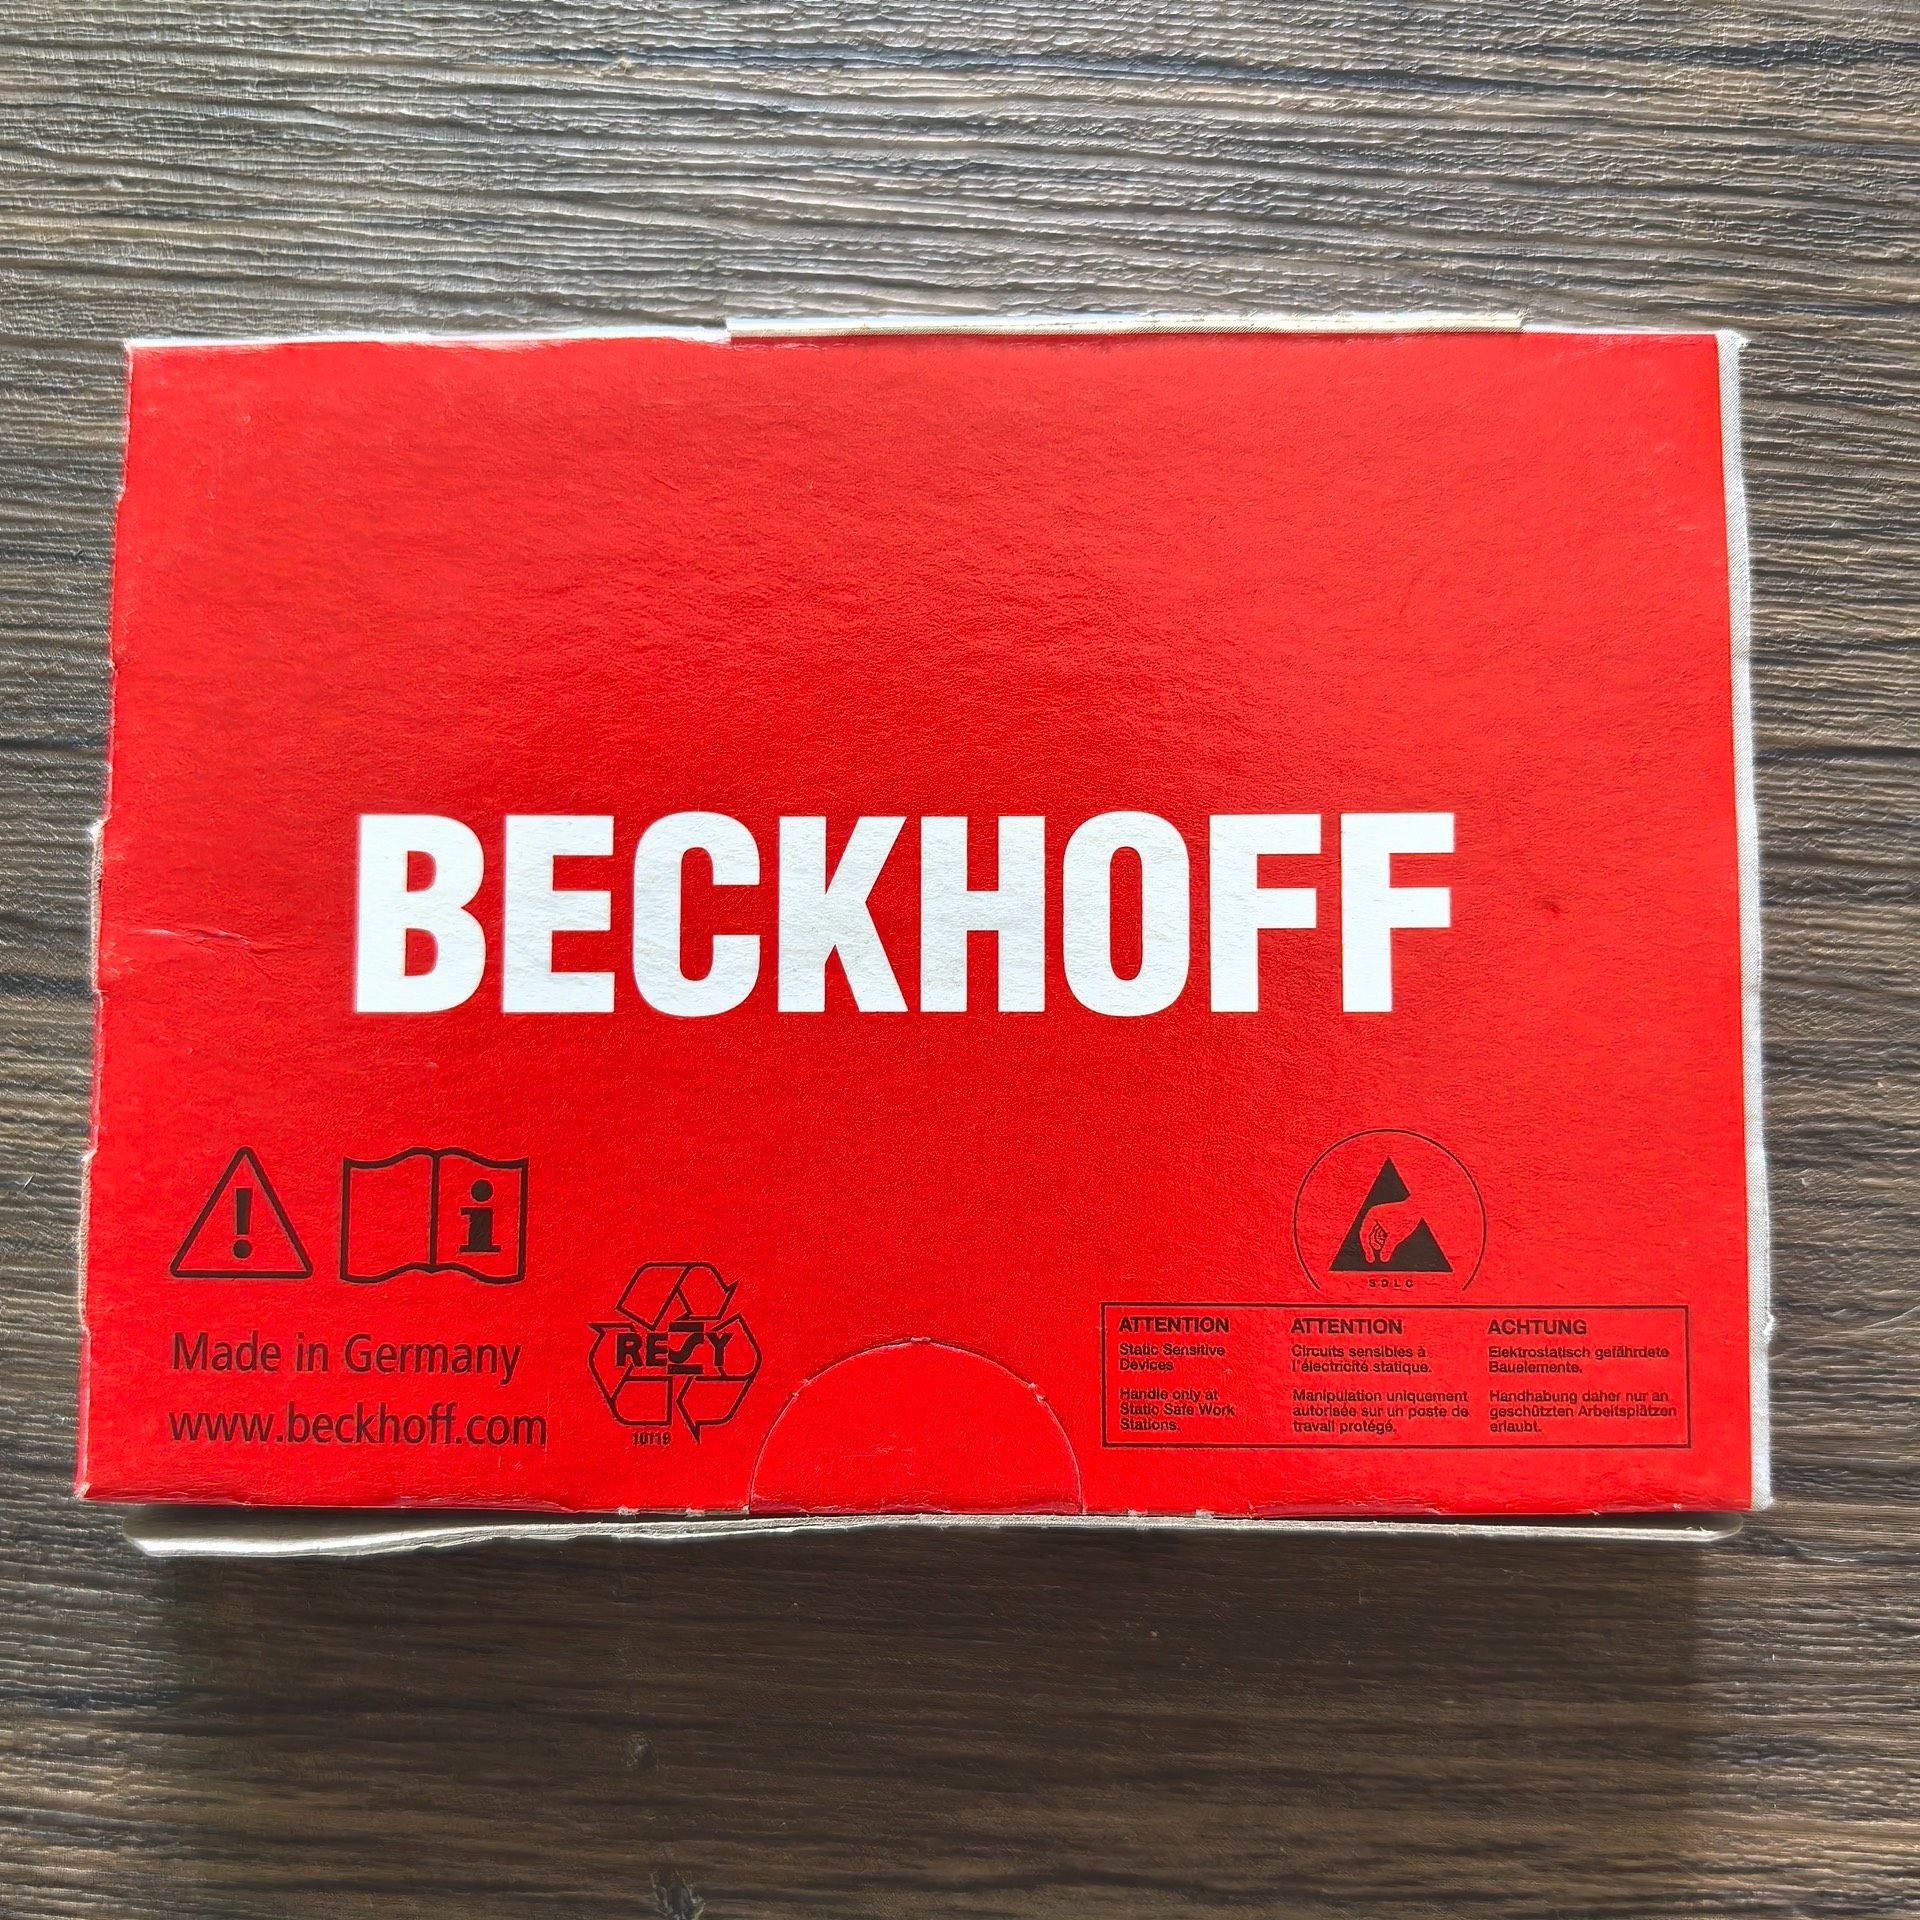 BECKHOFF
Made in Germany
www.beckhoff.com
RESY
10119
SDLC
ATTENTION
Static Sensitive
Devices
Handle only at
Static Safe Work
Stations.
ATTENTION
Circuits sensibles à
l'électricité statique.
Manipulation uniquement
autorisée sur un poste de
travail protégé.
ACHTUNG
Elektrostatisch gefährdete
Bauelemente.
Handhabung daher nur an
geschützten Arbeitsplätzen
erlaubt.